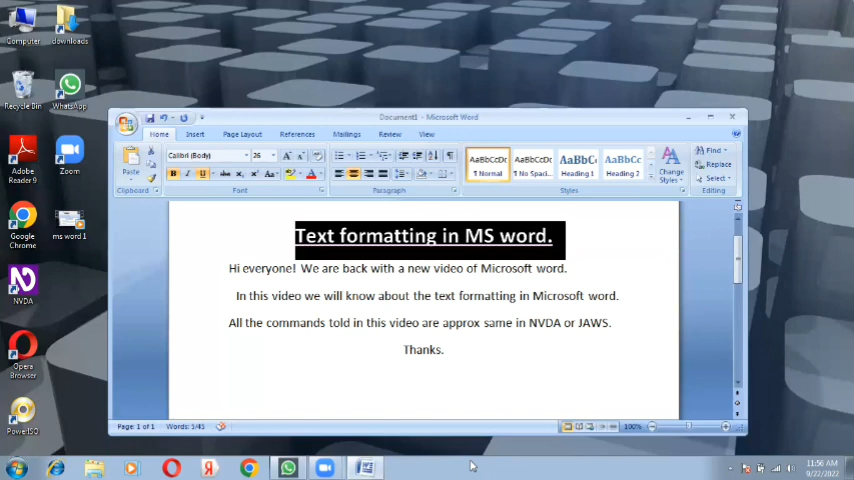 Computer
downloads
Recycle Bin
WhatsApp
Adobe
Reader 9
Zoom
Google
Chrome
ms word 1
NVDA
Opera
Browser
PowerISO
Document1 - Microsoft Word
Home Insert Page Layout References Mailings Review View
Calibri (Body) 26
Paste
AaBbCcDc AaBbCcDc AaBbC AaBbCc
¶ Normal ¶ No Spaci... Heading 1 Heading 2
Change
Styles
Find
Replace
Select
Clipboard Font Paragraph Styles Editing
Text formatting in MS word.
Hi everyone! We are back with a new video of Microsoft word.
In this video we will know about the text formatting in Microsoft word.
All the commands told in this video are approx same in NVDA or JAWS.
Thanks.
Page: 1 of 1 Words: 5/41 100%
11:56 AM
9/22/2022